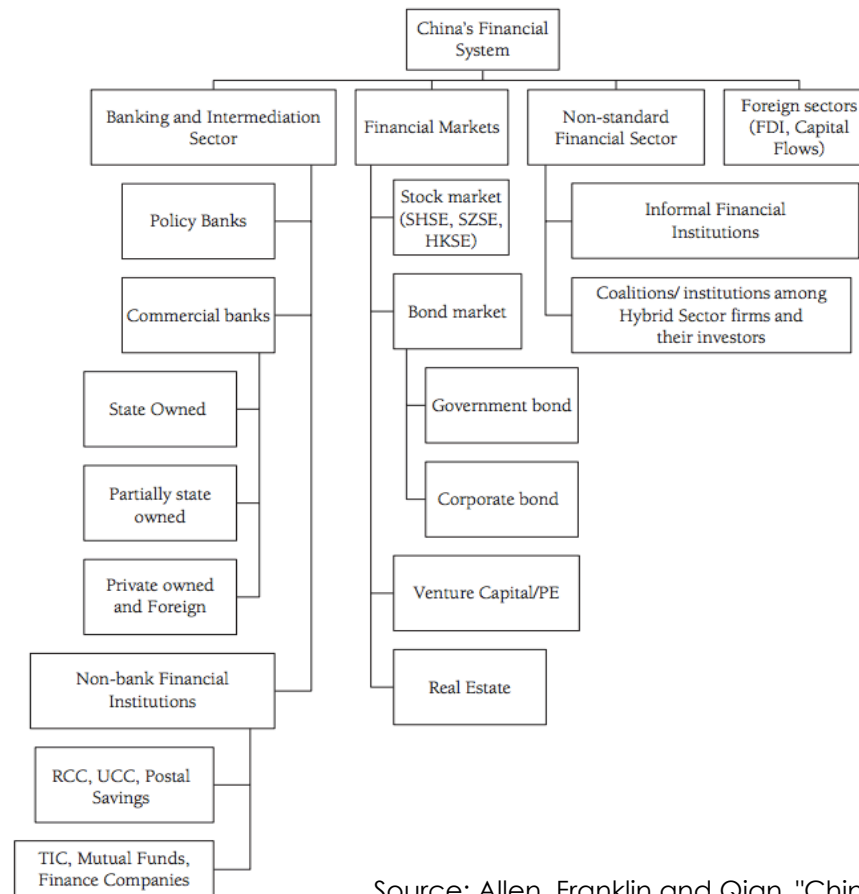 China's Financial
System
Banking and Intermediation
Sector
Financial Markets
Non-standard
Financial Sector
Foreign sectors
(FDI, Capital
Flows)
Policy Banks
Stock market
(SHSE, SZSE,
HKSE)
Informal Financial
Institutions
Commercial banks
Bond market
Coalitions/ institutions among
Hybrid Sector firms and
their investors
State Owned
Government bond
Partially state
owned
Corporate bond
Private owned
and Foreign
Venture Capital/PE
Non-bank Financial
Institutions
Real Estate
RCC, UCC, Postal
Savings
TIC, Mutual Funds,
Finance Companies
Source: Allen, Franklin and Qian, "Chin